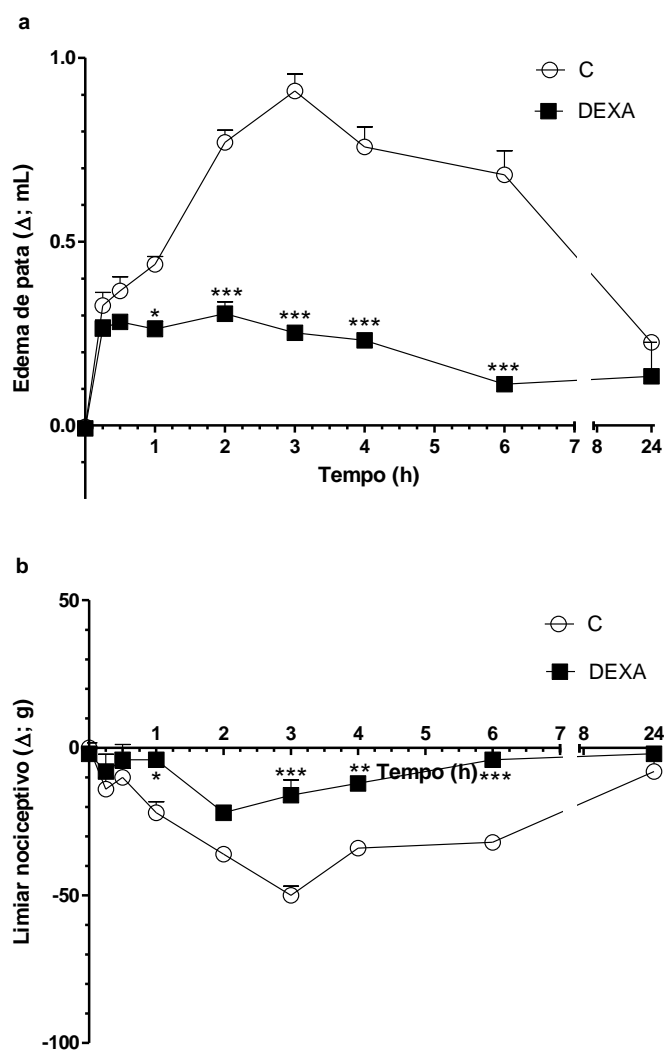 a
1.0
C
DEXA
0.5
0.0
Edema de pata (Δ; mL)
* *** *** *** ***
1 2 3 4 5 6 7 8 24
Tempo (h)
b
50
C
DEXA
0
-50
-100
Limiar nociceptivo (Δ; g)
1 2 3 4 5 6 7 8 24
Tempo (h)
* *** ** ***